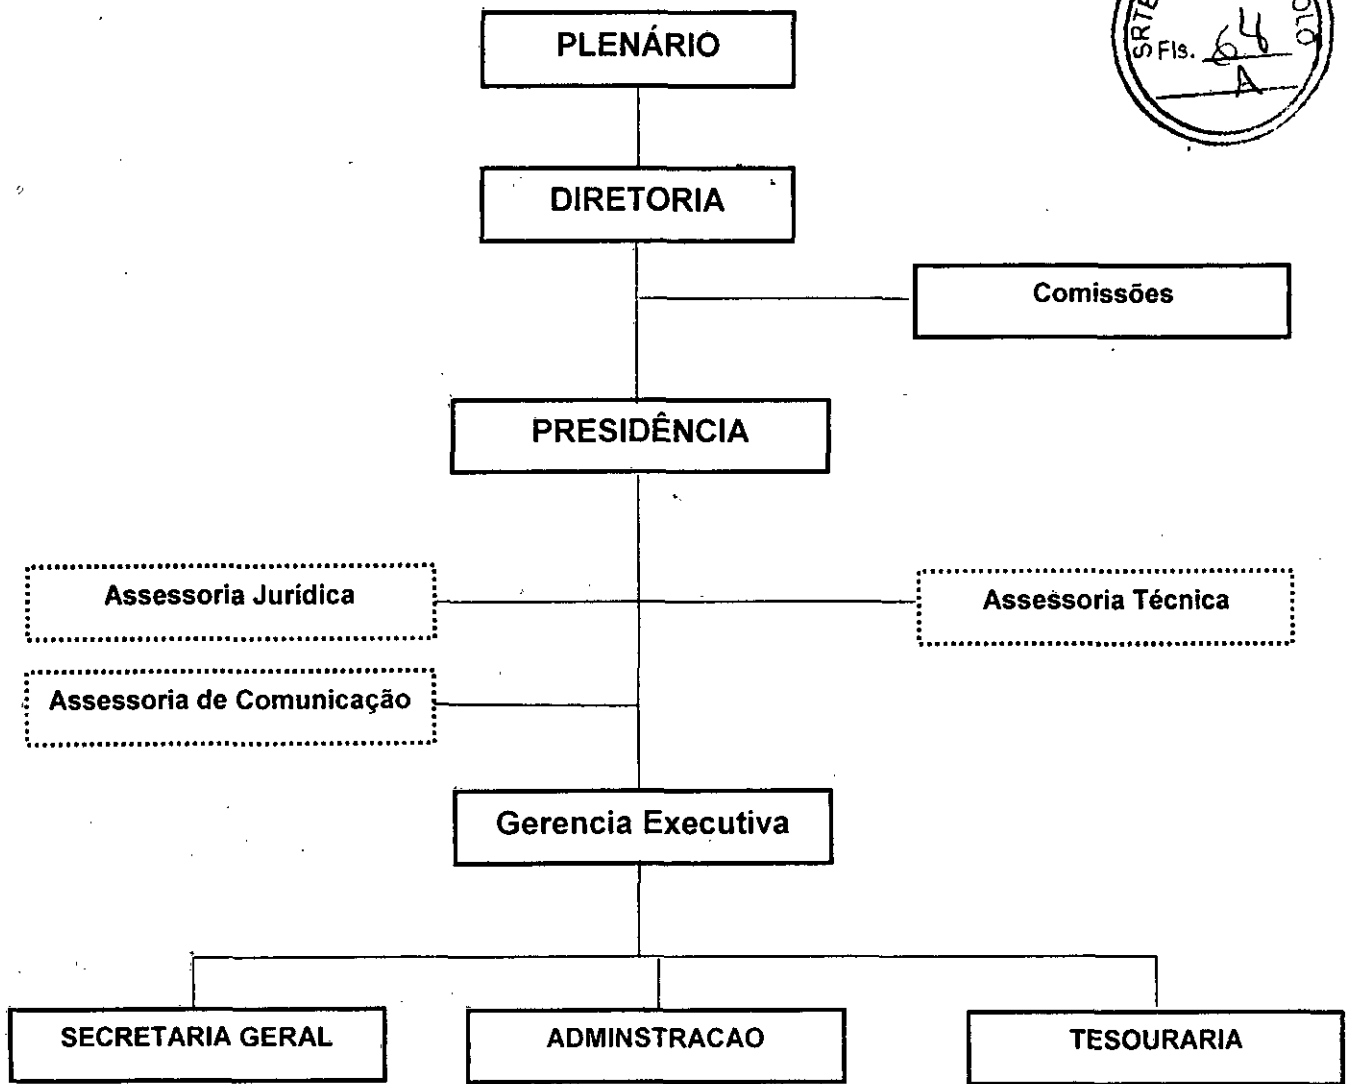 PLENÁRIO
SRTE
Fls. 64
A
DIRETORIA
Comissões
PRESIDÊNCIA
Assessoria Jurídica
Assessoria Técnica
Assessoria de Comunicação
Gerencia Executiva
SECRETARIA GERAL
ADMINSTRACAO
TESOURARIA